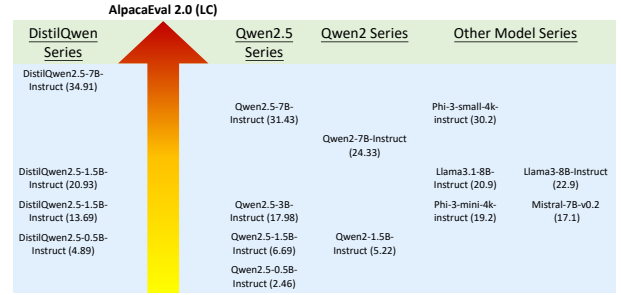 AlpacaEval 2.0 (LC)
DistilQwen
Series
Qwen2.5
Series
Qwen2 Series
Other Model Series
DistilQwen2.5-7B-
Instruct (34.91)
Qwen2.5-7B-
Instruct (31.43)
Phi-3-small-4k-
instruct (30.2)
Qwen2-7B-Instruct
(24.33)
DistilQwen2.5-1.5B-
Instruct (20.93)
Llama3.1-8B-
Instruct (20.9)
Llama3-8B-Instruct
(22.9)
DistilQwen2.5-1.5B-
Instruct (13.69)
Qwen2.5-3B-
Instruct (17.98)
Phi-3-mini-4k-
instruct (19.2)
Mistral-7B-v0.2
(17.1)
DistilQwen2.5-0.5B-
Instruct (4.89)
Qwen2.5-1.5B-
Instruct (6.69)
Qwen2-1.5B-
Instruct (5.22)
Qwen2.5-0.5B-
Instruct (2.46)